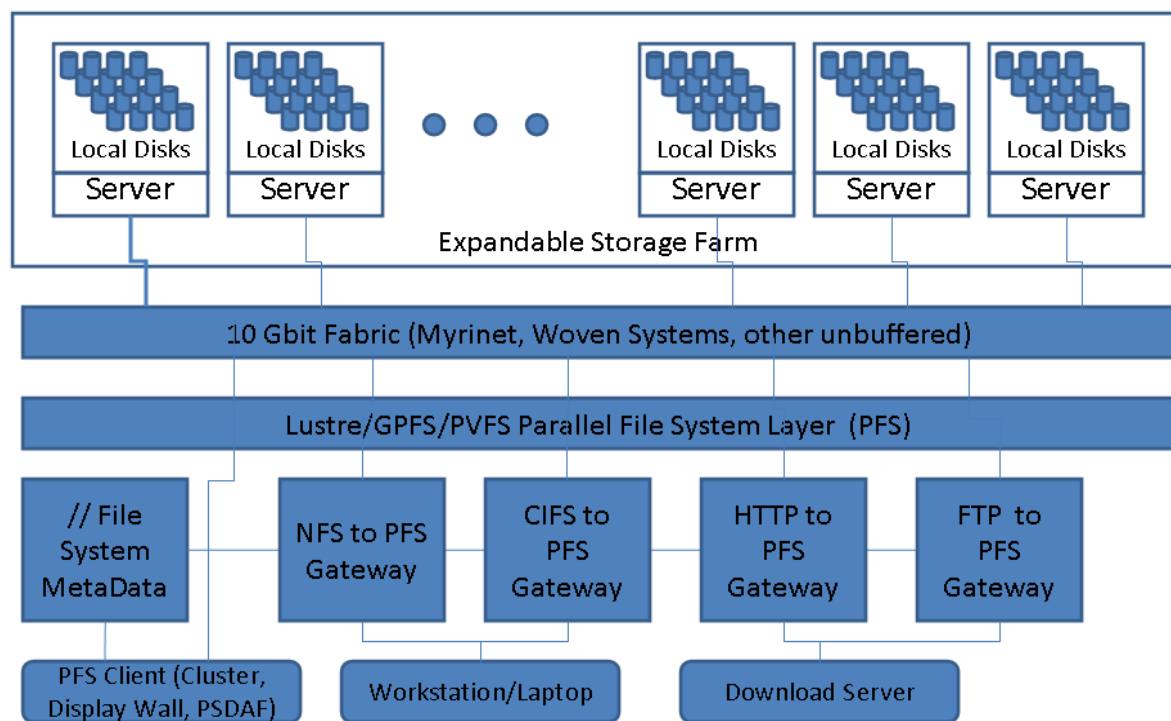 Local Disks
Local Disks
Local Disks
Local Disks
Local Disks
Server
Server
Server
Server
Server
Expandable Storage Farm
10 Gbit Fabric (Myrinet, Woven Systems, other unbuffered)
Lustre/GPFS/PVFS Parallel File System Layer (PFS)
// File
System
MetaData
NFS to PFS
Gateway
CIFS to
PFS
Gateway
HTTP to
PFS
Gateway
FTP to
PFS
Gateway
PFS Client (Cluster,
Display Wall, PSDAF)
Workstation/Laptop
Download Server